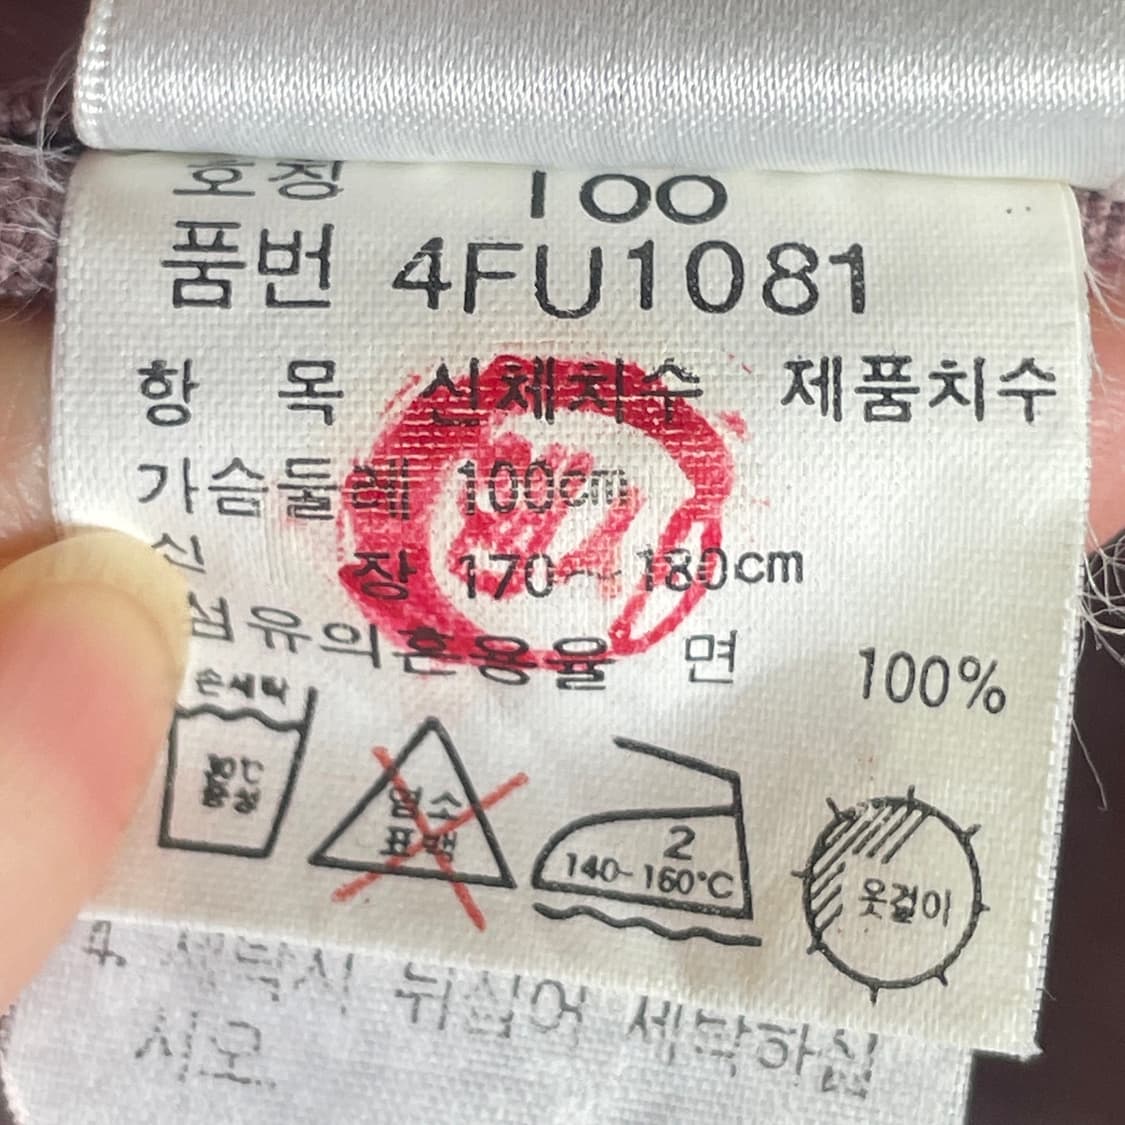 호칭 100
품번 4FU1081
항 목 신체치수 제품치수
가슴둘레 100cm
신 장 170~180cm
섬유의혼용율 면 100%
손세탁
30℃
중성
염소
표백
2
140~160℃
옷걸이
# 세탁시 뒤집어 세탁하십
시오.